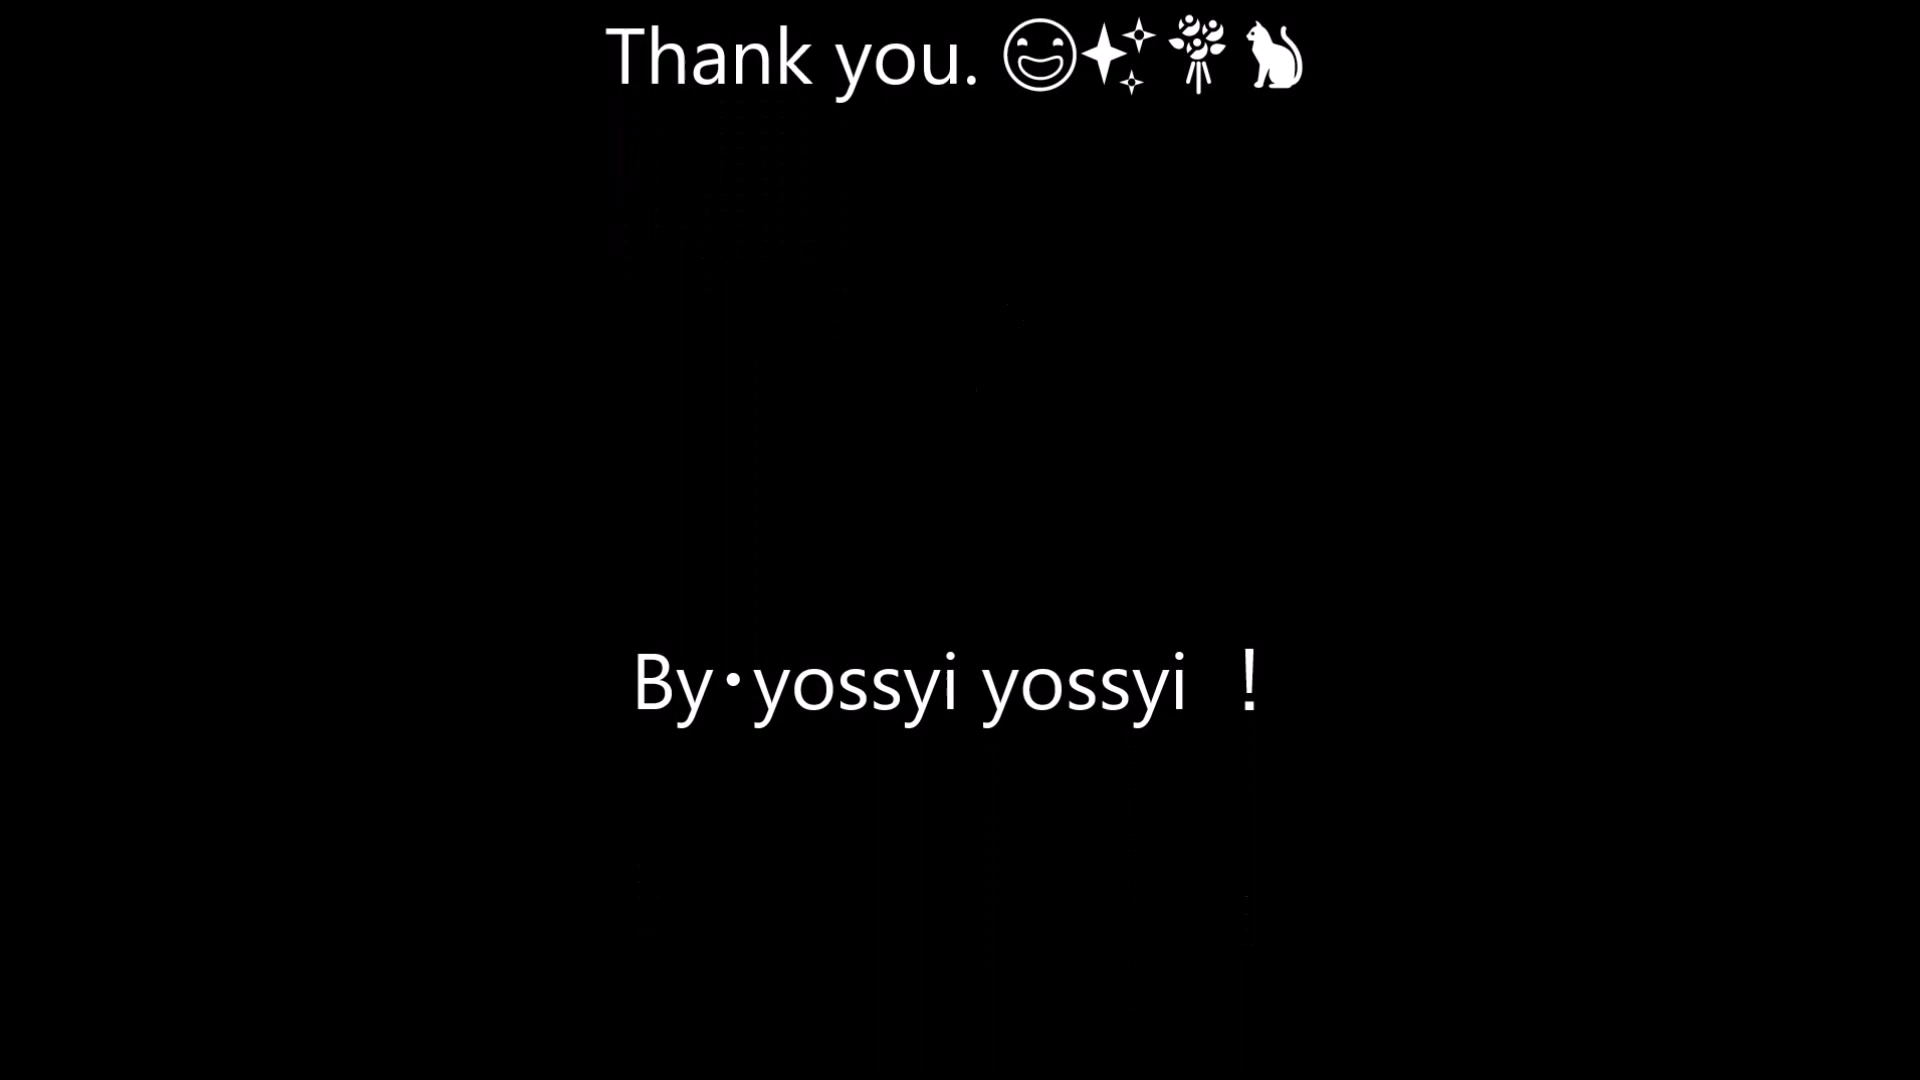 Thank you. 😃✨💐🐈
By・yossyi yossyi ！